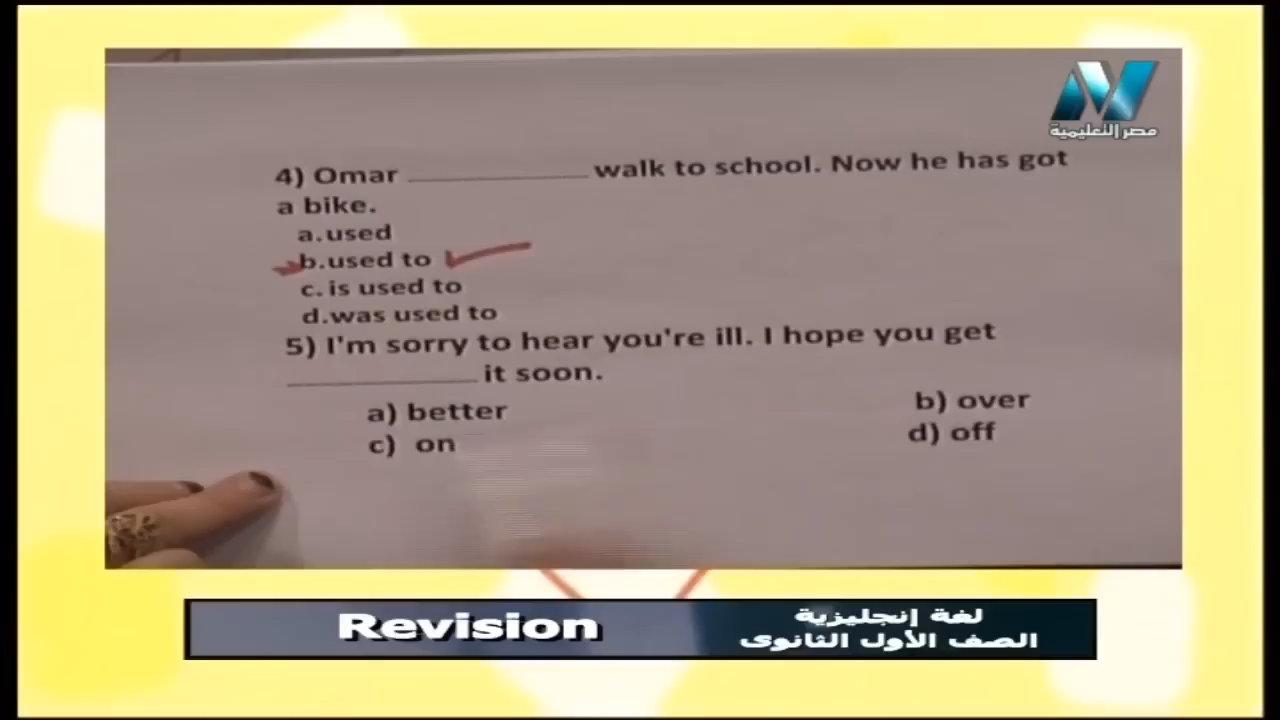 مصر التعليمية
4) Omar ____________ walk to school. Now he has got
a bike.
a.used
b.used to
c. is used to
d.was used to
5) I'm sorry to hear you're ill. I hope you get
____________ it soon.
a) better b) over
c) on d) off
Revision
لغة إنجليزية
الصف الأول الثانوى